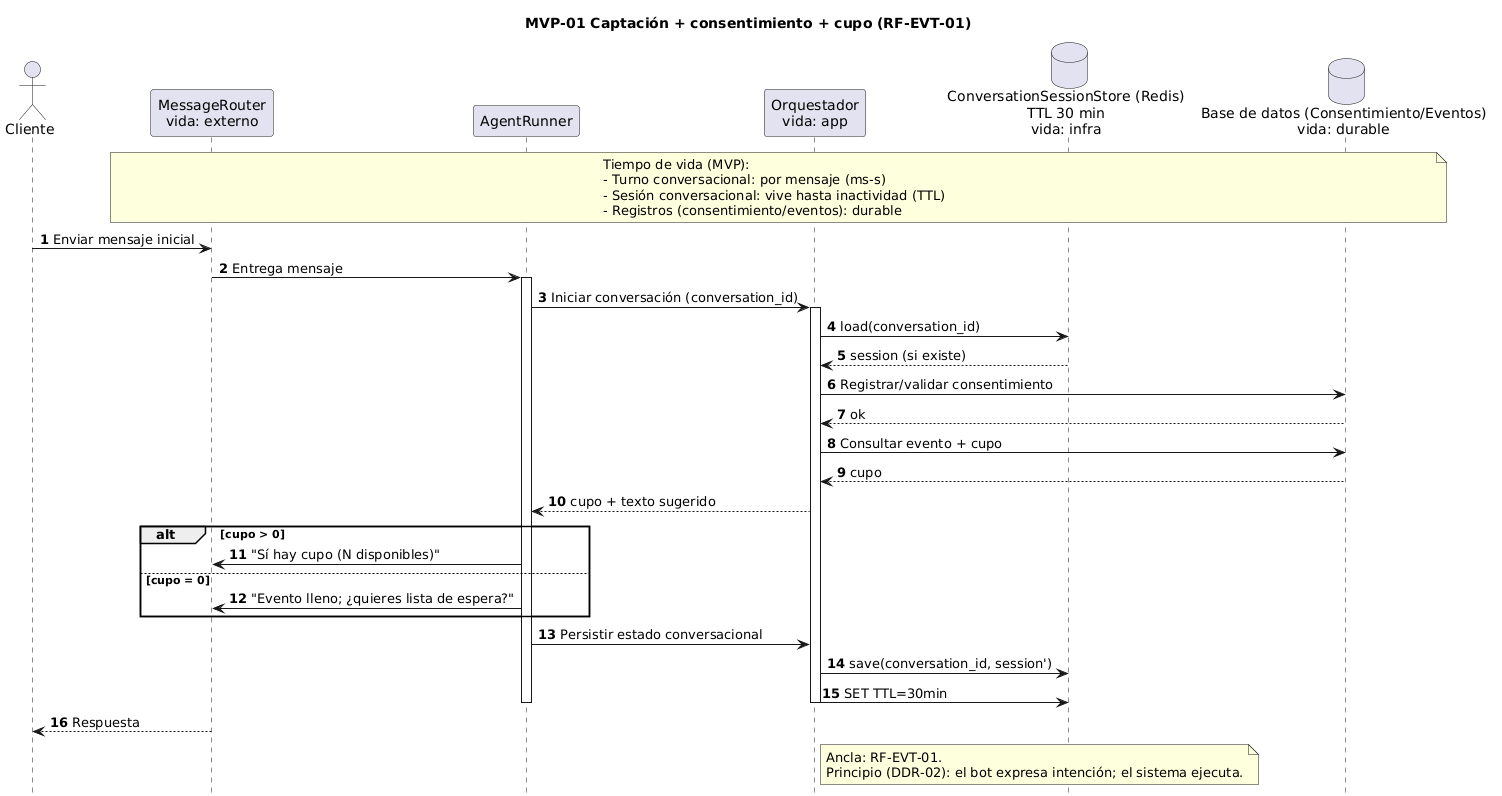 MVP-01 Captación + consentimiento + cupo (RF-EVT-01)
Cliente
MessageRouter
vida: externo
AgentRunner
Orquestador
vida: app
ConversationSessionStore (Redis)
TTL 30 min
vida: infra
Base de datos (Consentimiento/Eventos)
vida: durable
Tiempo de vida (MVP):
- Turno conversacional: por mensaje (ms-s)
- Sesión conversacional: vive hasta inactividad (TTL)
- Registros (consentimiento/eventos): durable
1 Enviar mensaje inicial
2 Entrega mensaje
3 Iniciar conversación (conversation_id)
4 load(conversation_id)
5 session (si existe)
6 Registrar/validar consentimiento
7 ok
8 Consultar evento + cupo
9 cupo
10 cupo + texto sugerido
alt [cupo > 0]
11 "Sí hay cupo (N disponibles)"
[cupo = 0]
12 "Evento lleno; ¿quieres lista de espera?"
13 Persistir estado conversacional
14 save(conversation_id, session')
15 SET TTL=30min
16 Respuesta
Ancla: RF-EVT-01.
Principio (DDR-02): el bot expresa intención; el sistema ejecuta.